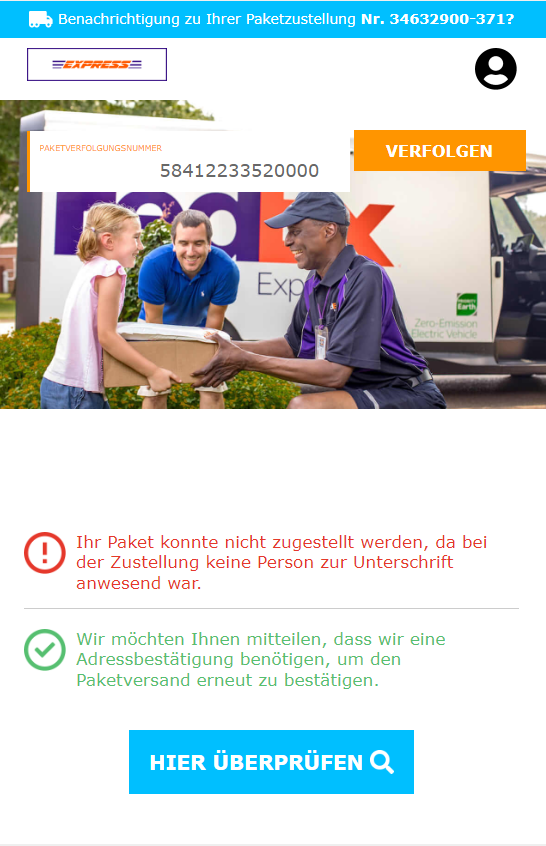 Benachrichtigung zu Ihrer Paketzustellung Nr. 34632900-371?
EXPRESS
PAKETVERFOLGUNGSNUMMER
58412233520000
VERFOLGEN
Zero-Emission
Electric Vehicle
Ihr Paket konnte nicht zugestellt werden, da bei
der Zustellung keine Person zur Unterschrift
anwesend war.
Wir möchten Ihnen mitteilen, dass wir eine
Adressbestätigung benötigen, um den
Paketversand erneut zu bestätigen.
HIER ÜBERPRÜFEN